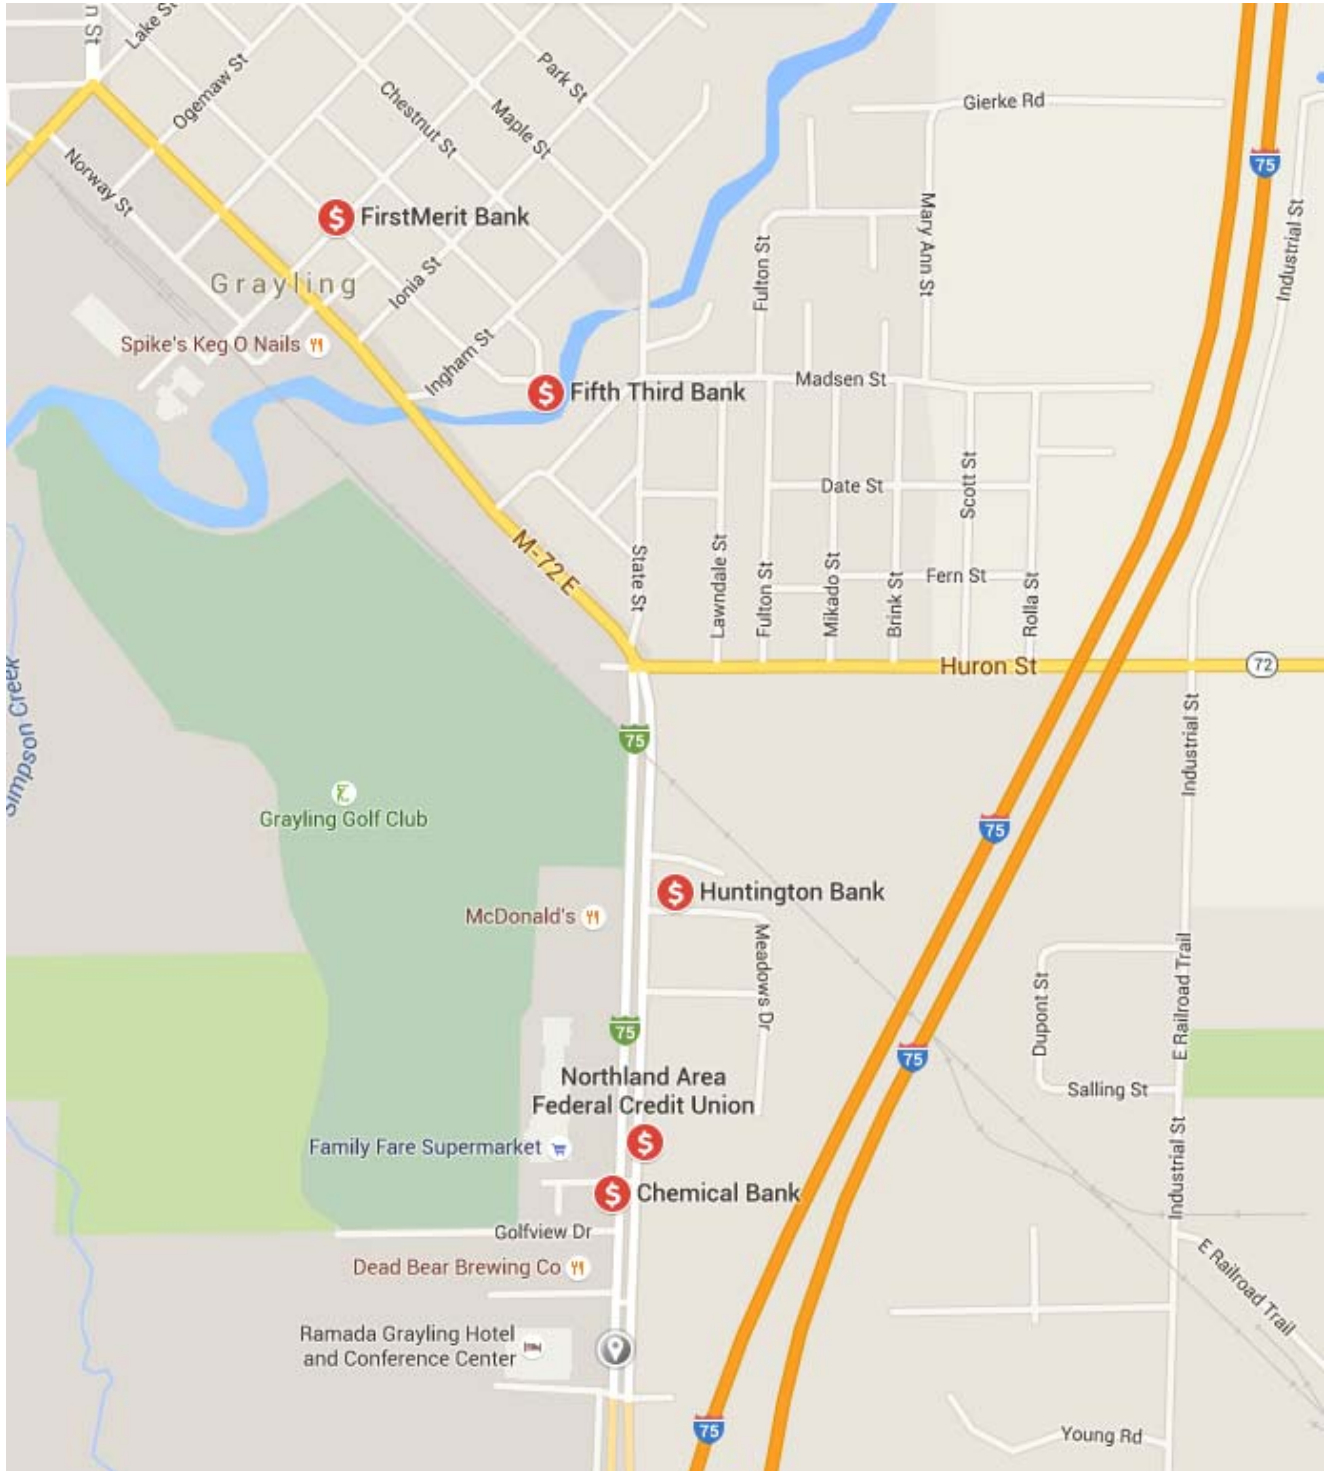 n St
Lake St
Ogemaw St
Park St
Chestnut St
Maple St
Gierke Rd
75
Norway St
Mary Ann St
Industrial St
FirstMerit Bank
Fulton St
Grayling
Ionia St
Spike's Keg O Nails
Ingham St
Madsen St
Fifth Third Bank
Date St
Scott St
M-72 E
State St
Lawndale St
Fulton St
Mikado St
Brink St
Fern St
Rolla St
Huron St
72
Simpson Creek
75
Industrial St
Grayling Golf Club
75
Huntington Bank
McDonald's
Meadows Dr
E Railroad Trail
Dupont St
75
75
Northland Area
Federal Credit Union
Salling St
Family Fare Supermarket
Industrial St
Chemical Bank
Golfview Dr
Dead Bear Brewing Co
E Railroad Trail
Ramada Grayling Hotel
and Conference Center
75
Young Rd